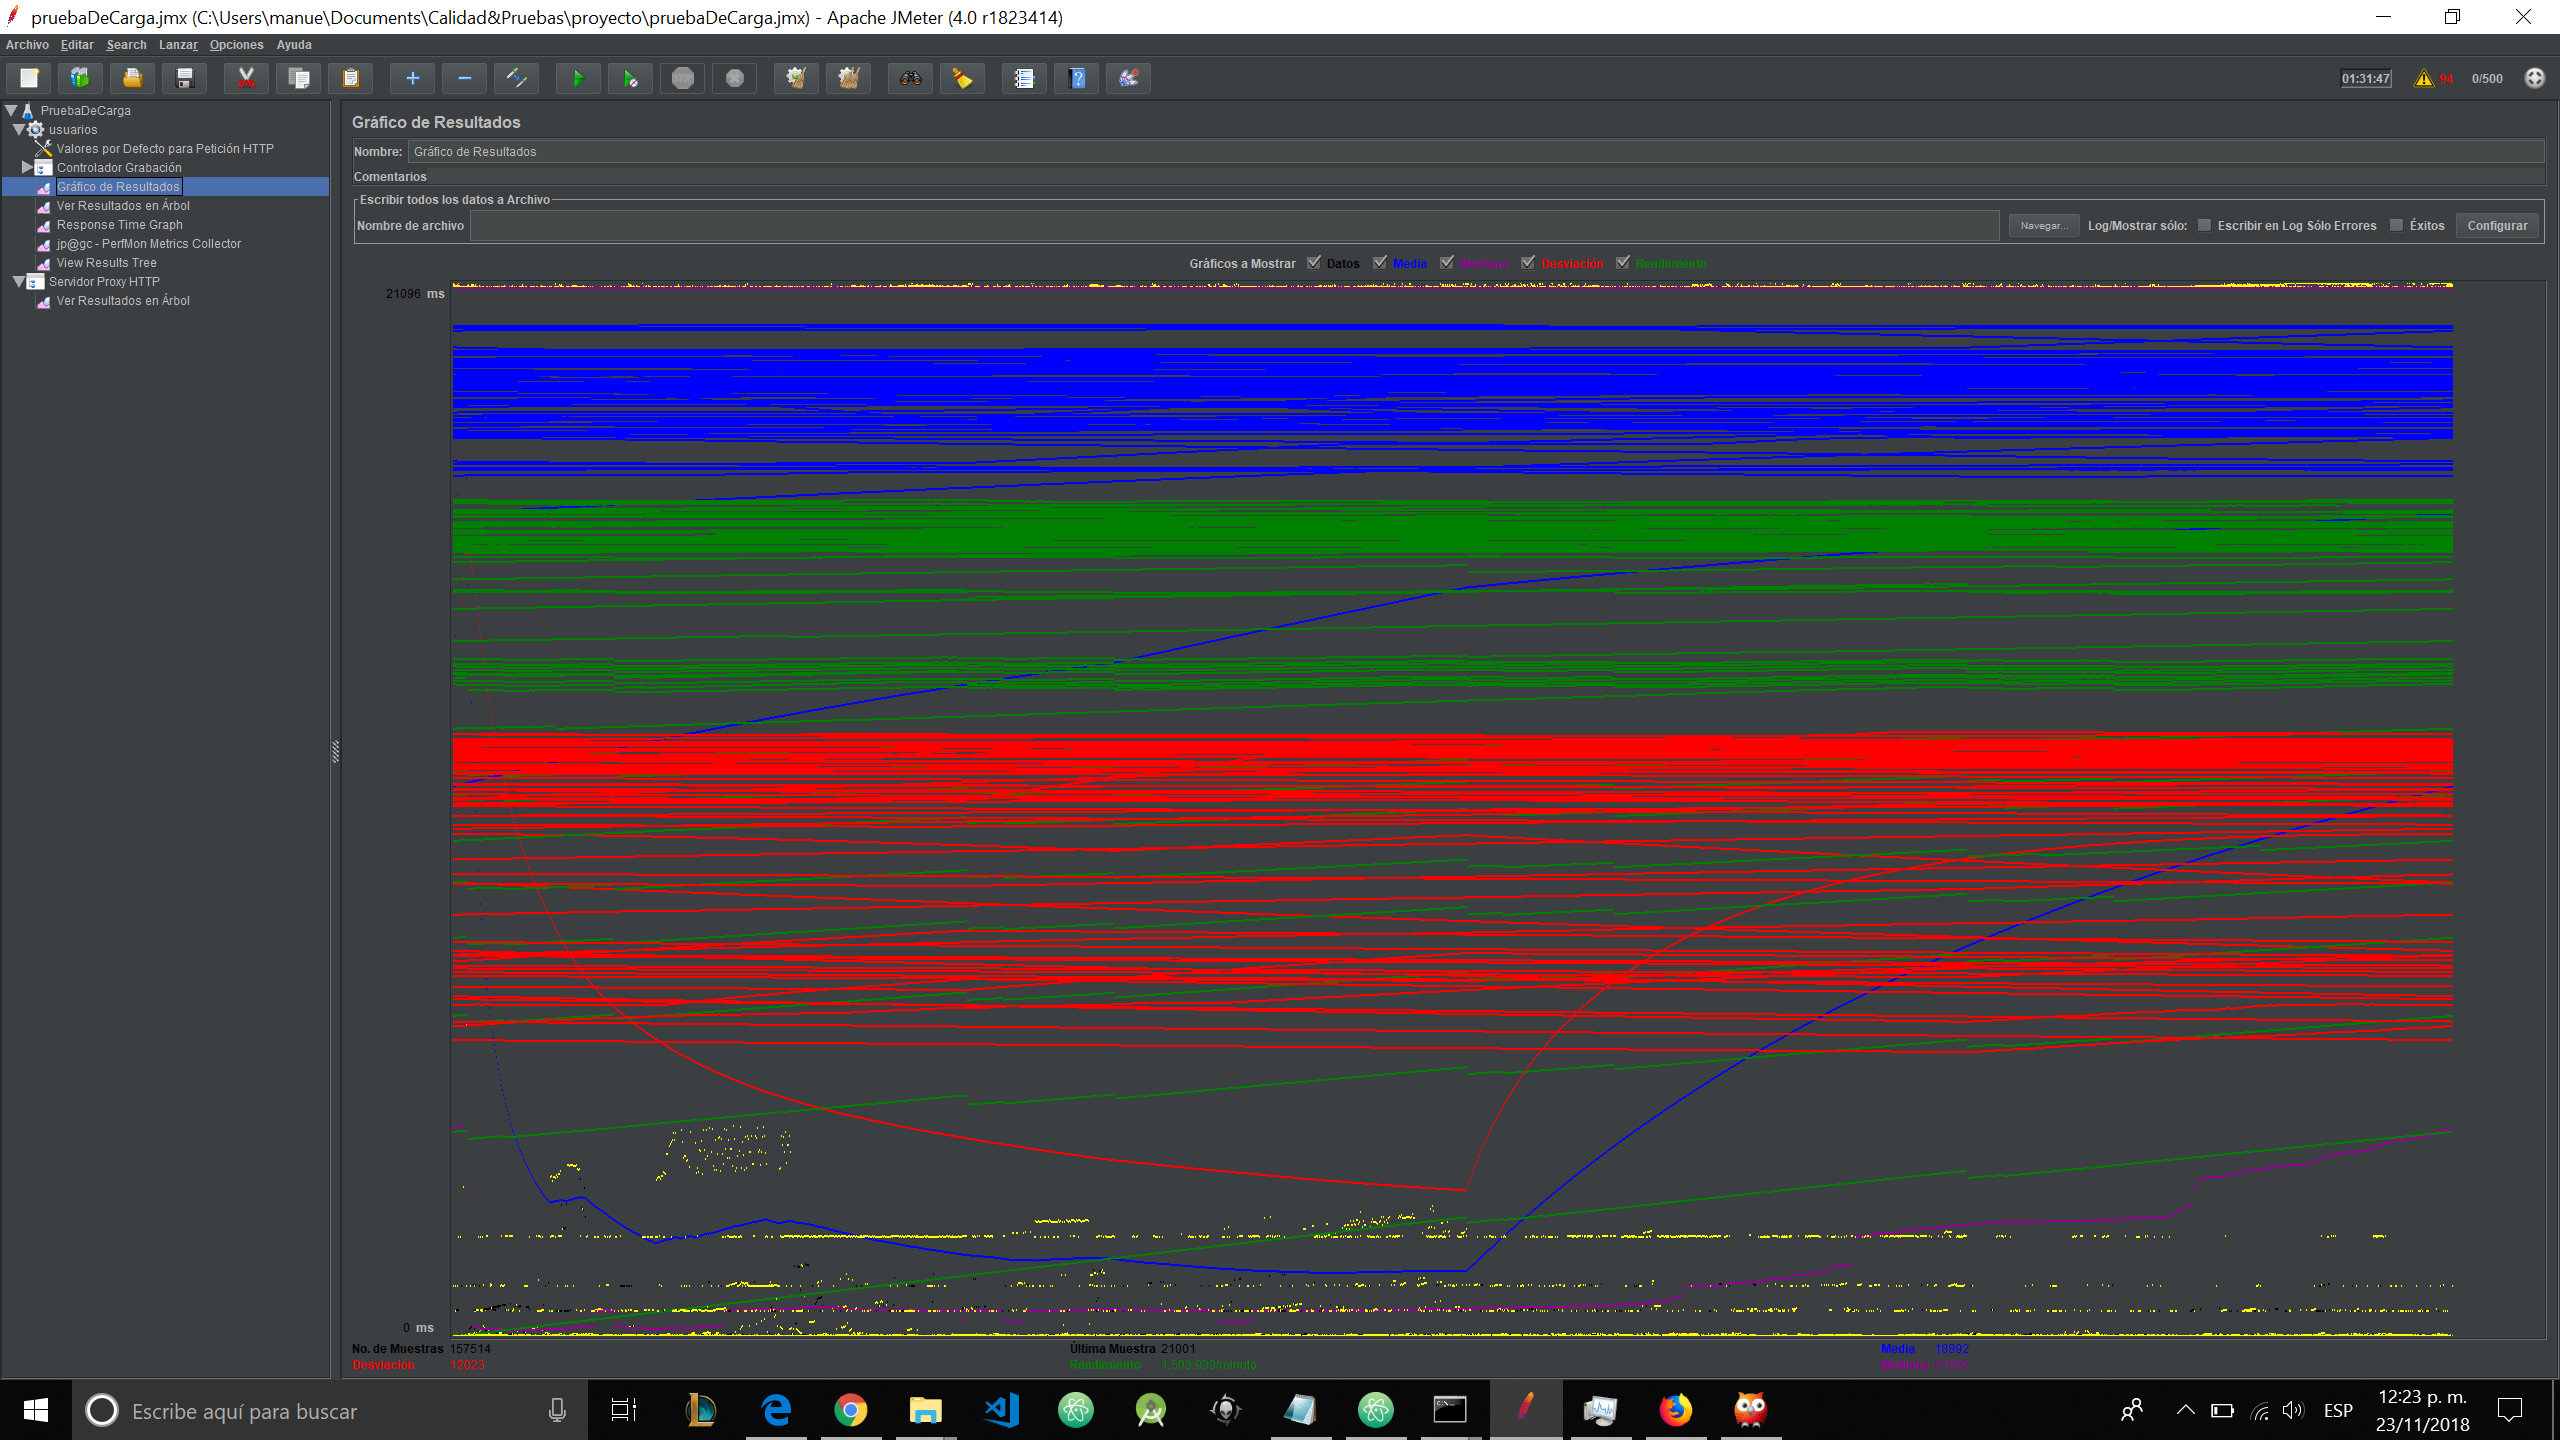 pruebaDeCarga.jmx (C:\Users\manue\Documents\Calidad&Pruebas\proyecto\pruebaDeCarga.jmx) - Apache JMeter (4.0 r1823414)
Archivo Editar Search Lanzar Opciones Ayuda
STOP 01:31:47 94 0/500
PruebaDeCarga
usuarios
Valores por Defecto para Petición HTTP
Controlador Grabación
Gráfico de Resultados
Ver Resultados en Árbol
Response Time Graph
jp@gc - PerfMon Metrics Collector
View Results Tree
Servidor Proxy HTTP
Ver Resultados en Árbol
Gráfico de Resultados
Nombre: Gráfico de Resultados
Comentarios
Escribir todos los datos a Archivo
Nombre de archivo Navegar... Log/Mostrar sólo: Escribir en Log Sólo Errores Éxitos Configurar
Gráficos a Mostrar Datos Media Mediana Desviación Rendimiento
21096 ms
0 ms
No. de Muestras 157514 Última Muestra 21001 Media 18992
Desviación 12023 Rendimiento 1,503.939/minuto Mediana
Escribe aquí para buscar
ESP 12:23 p. m.
23/11/2018